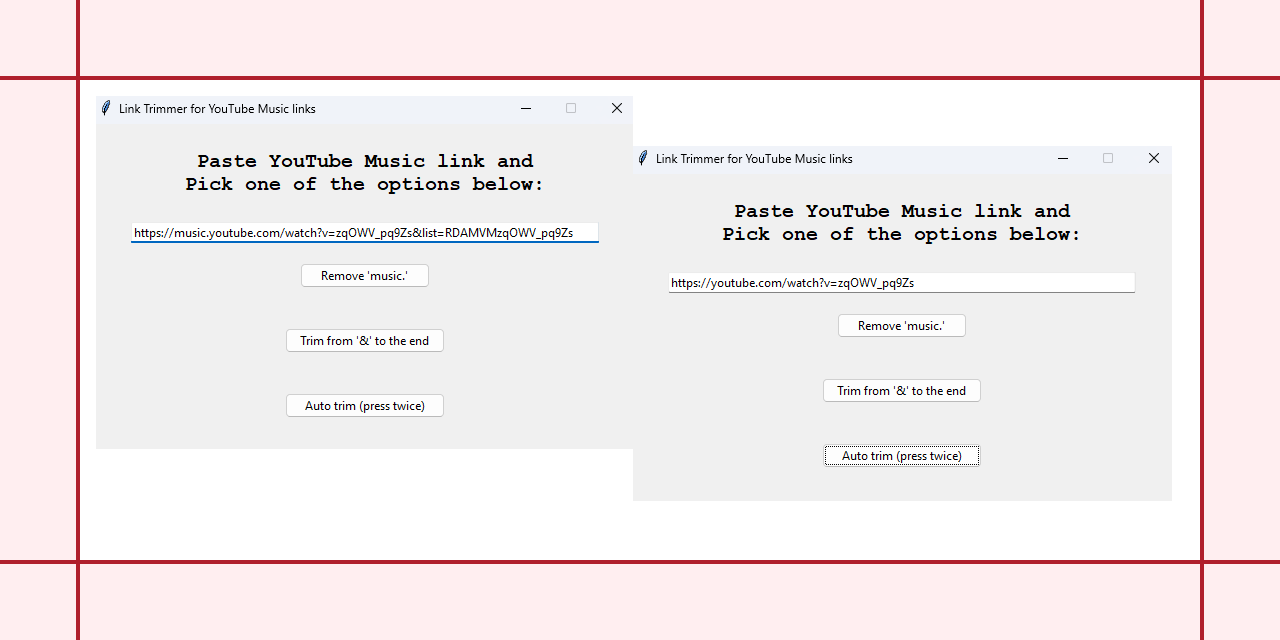 Link Trimmer for YouTube Music links
Paste YouTube Music link and
Pick one of the options below:
https://music.youtube.com/watch?v=zqOWV_pq9Zs&list=RDAMVMzqOWV_pq9Zs
Remove 'music.'
Trim from '&' to the end
Auto trim (press twice)
Link Trimmer for YouTube Music links
Paste YouTube Music link and
Pick one of the options below:
https://youtube.com/watch?v=zqOWV_pq9Zs
Remove 'music.'
Trim from '&' to the end
Auto trim (press twice)